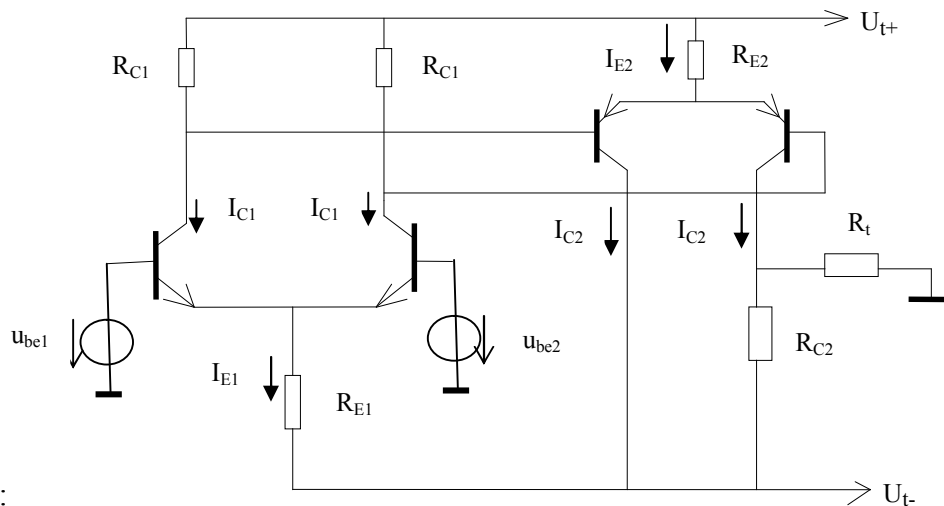 U_{t+}
R_{C1}
R_{C1}
I_{E2}
R_{E2}
I_{C1}
I_{C1}
I_{C2}
I_{C2}
R_t
u_{be1}
u_{be2}
R_{C2}
I_{E1}
R_{E1}
:
U_{t-}